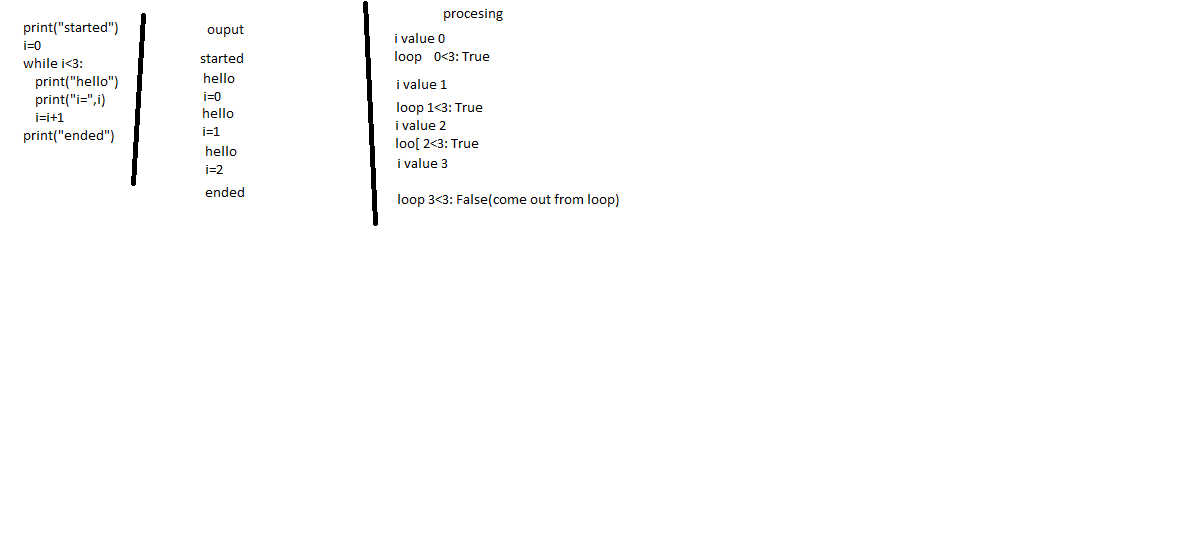 print("started")
i=0
while i<3:
print("hello")
print("i=",i)
i=i+1
print("ended")
ouput
started
hello
i=0
hello
i=1
hello
i=2
ended
procesing
i value 0
loop 0<3: True
i value 1
loop 1<3: True
i value 2
loo[ 2<3: True
i value 3
loop 3<3: False(come out from loop)